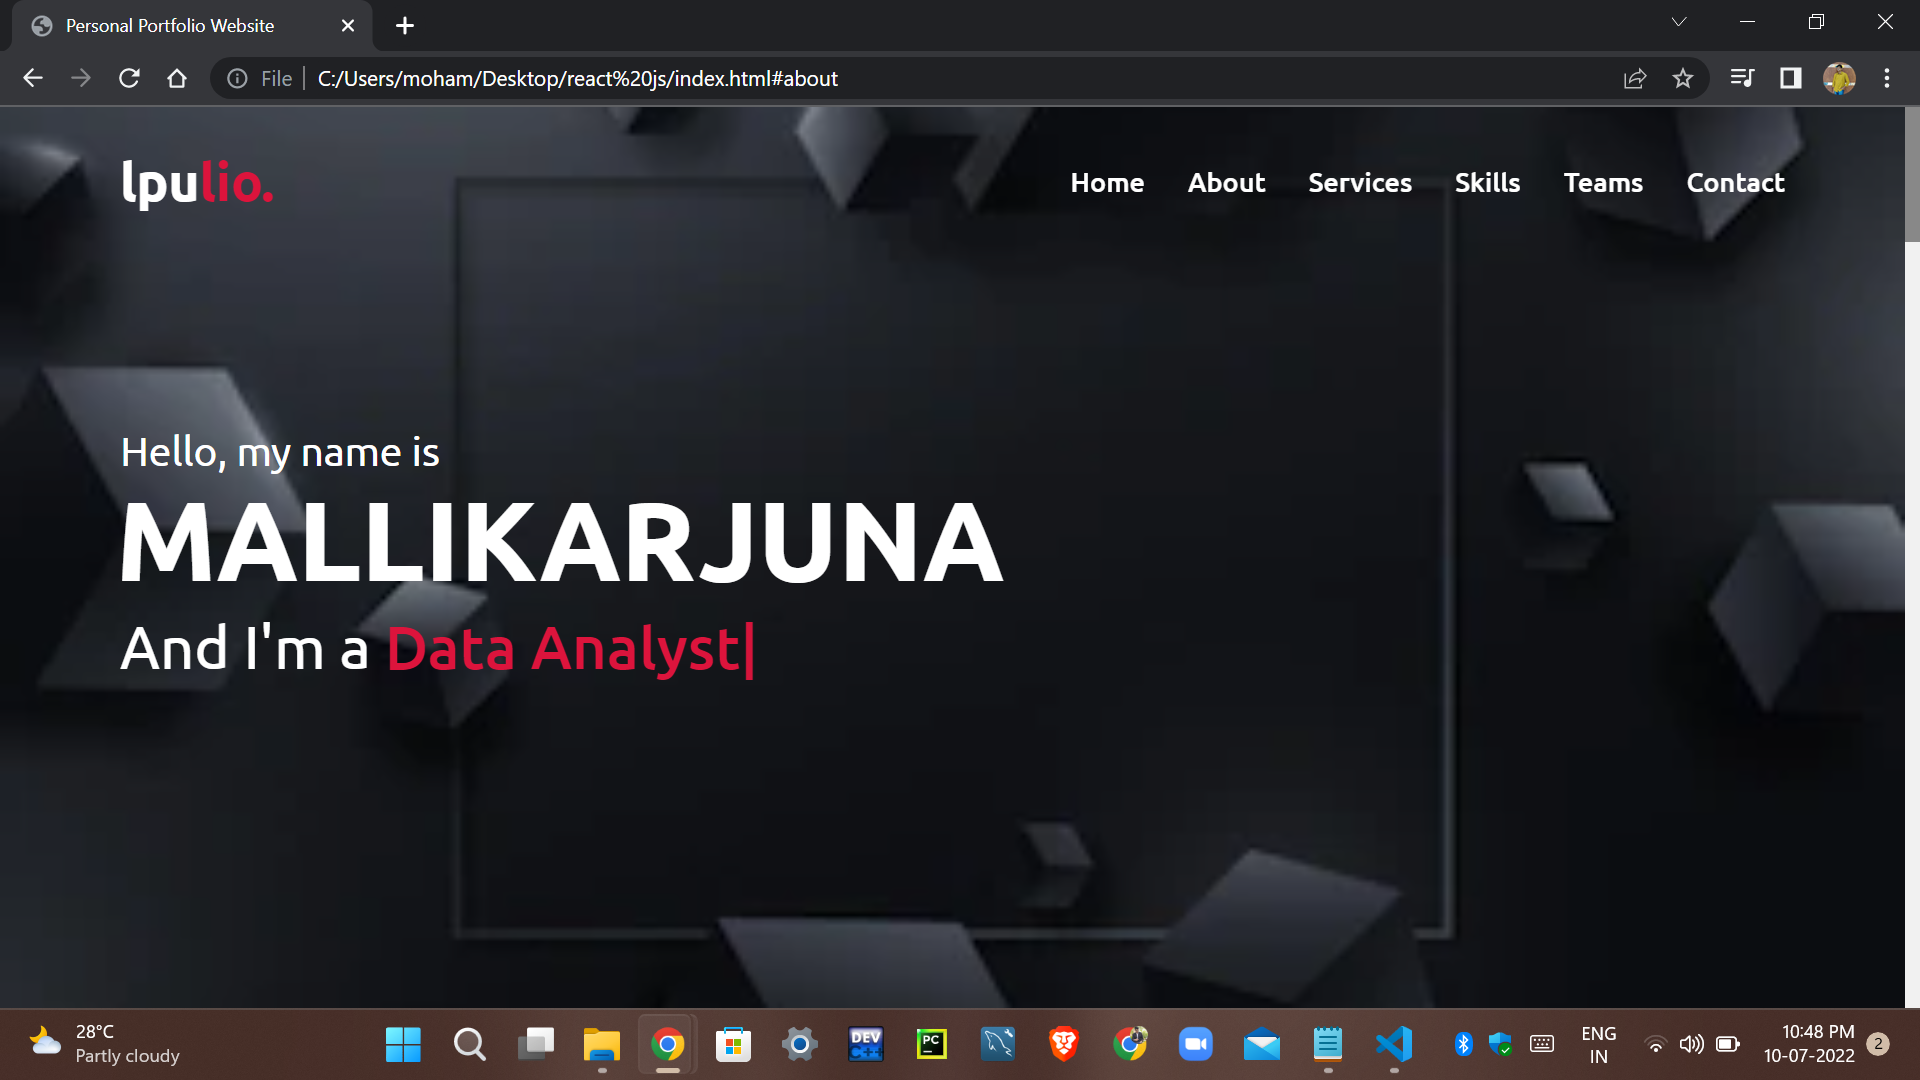 Personal Portfolio Website
File C:/Users/moham/Desktop/react%20js/index.html#about
lpulio.
Home About Services Skills Teams Contact
Hello, my name is
MALLIKARJUNA
And I'm a Data Analyst|
28°C
Partly cloudy
DEV
C++
PC
ENG
IN
10:48 PM
10-07-2022
2